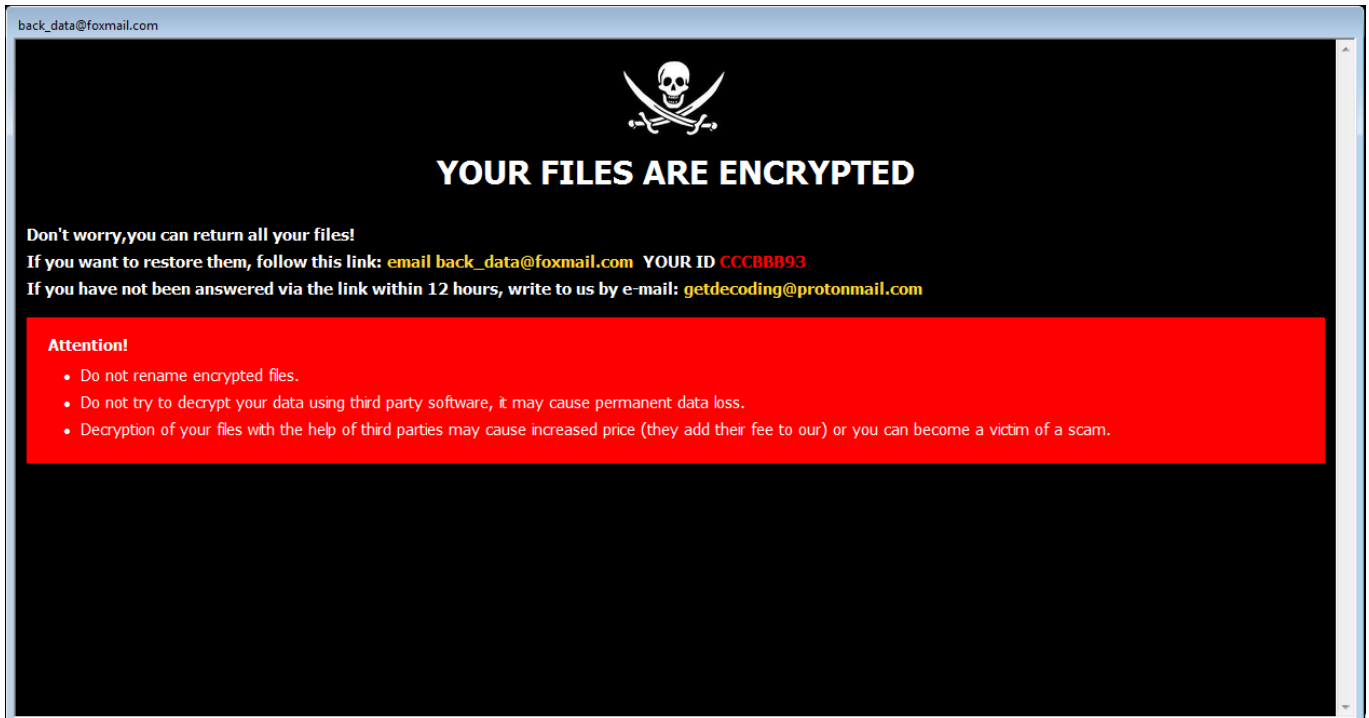 back_data@foxmail.com
YOUR FILES ARE ENCRYPTED
Don't worry,you can return all your files!
If you want to restore them, follow this link: email back_data@foxmail.com YOUR ID CCCBBB93
If you have not been answered via the link within 12 hours, write to us by e-mail: getdecoding@protonmail.com
Attention!
• Do not rename encrypted files.
• Do not try to decrypt your data using third party software, it may cause permanent data loss.
• Decryption of your files with the help of third parties may cause increased price (they add their fee to our) or you can become a victim of a scam.